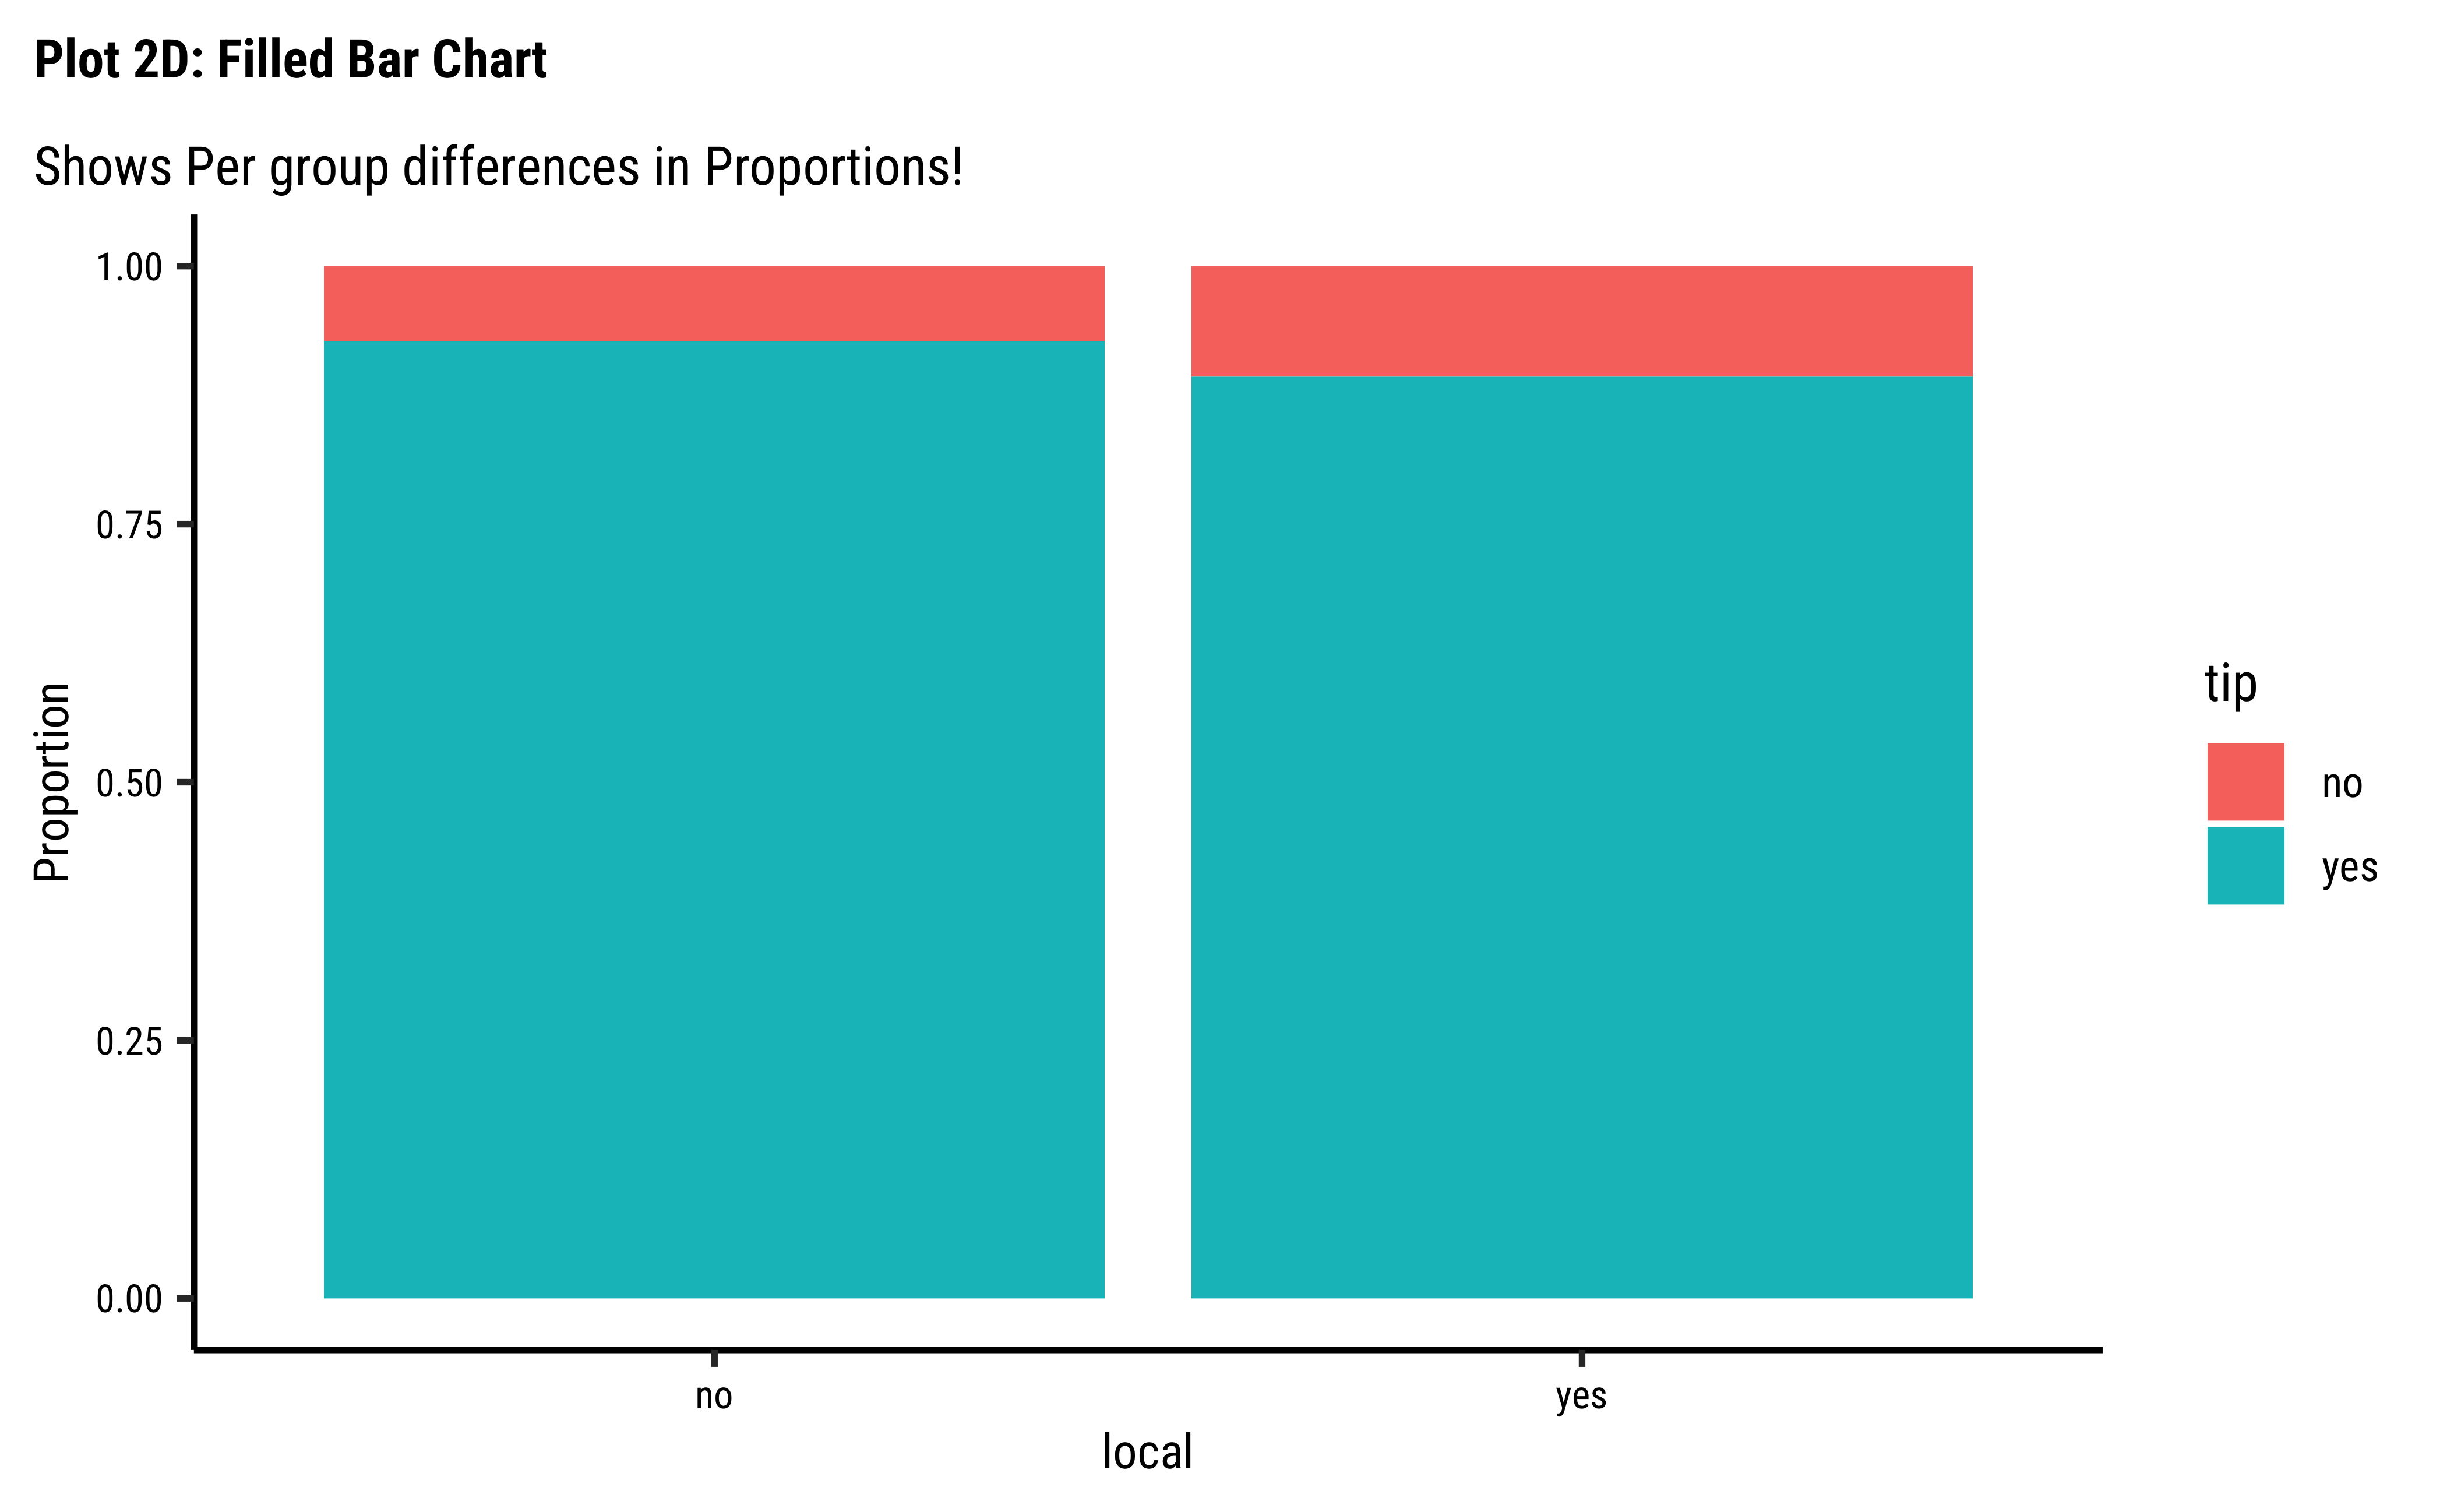 Plot 2D: Filled Bar Chart
Shows Per group differences in Proportions!
Proportion
1.00
0.75
0.50
0.25
0.00
no
yes
local
tip
no
yes